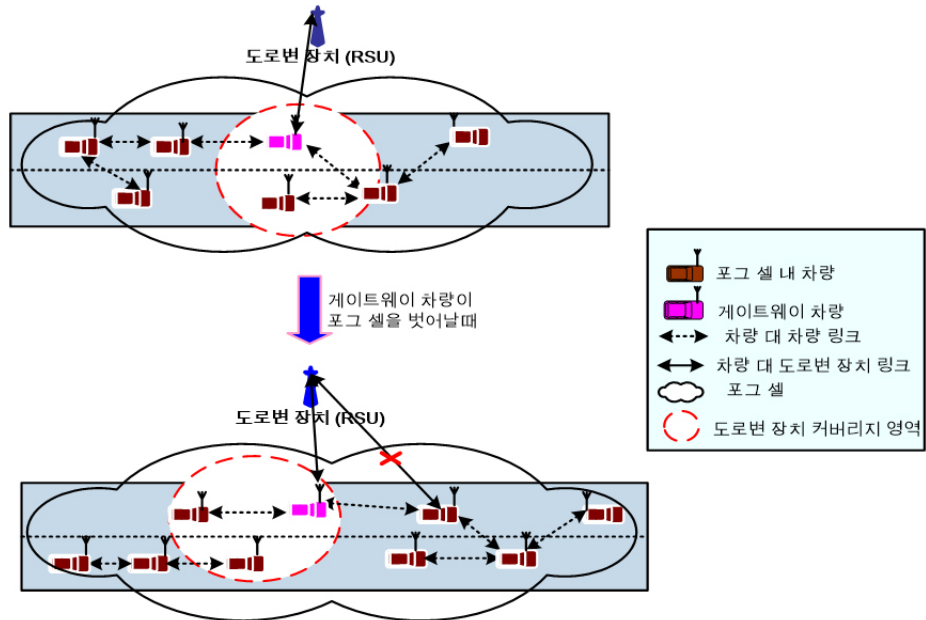 도로변 장치 (RSU)
게이트웨이 차량이
포그 셀을 벗어날때
도로변 장치 (RSU)
포그 셀 내 차량
게이트웨이 차량
차량 대 차량 링크
차량 대 도로변 장치 링크
포그 셀
도로변 장치 커버리지 영역